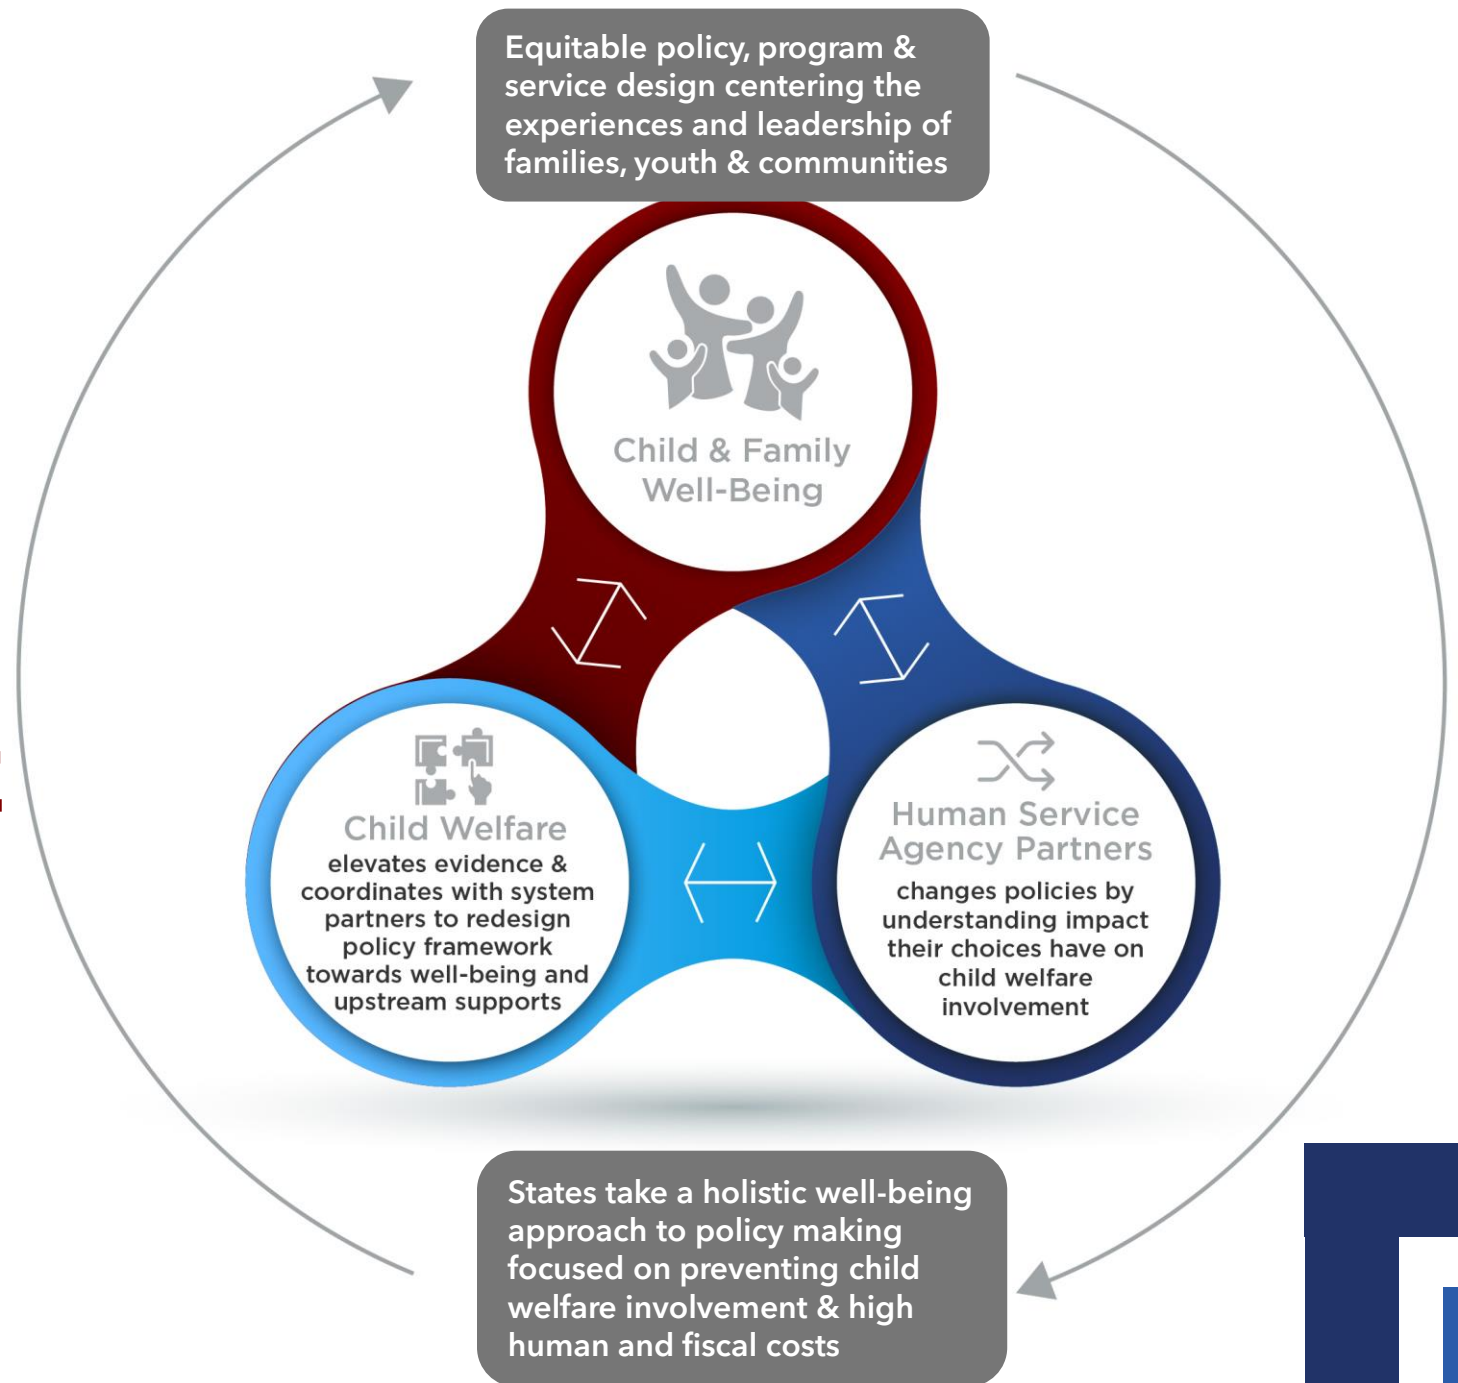 Equitable policy, program &
service design centering the
experiences and leadership of
families, youth & communities
Child & Family
Well-Being
Child Welfare
elevates evidence &
coordinates with system
partners to redesign
policy framework
towards well-being and
upstream supports
Human Service
Agency Partners
changes policies by
understanding impact
their choices have on
child welfare
involvement
States take a holistic well-being
approach to policy making
focused on preventing child
welfare involvement & high
human and fiscal costs